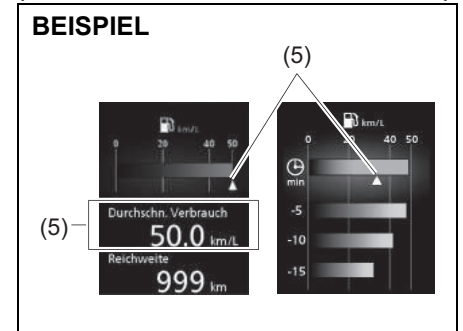 BEISPIEL
(5)
km/L
0 20 40 50
(5)
Durchschn. Verbrauch
50.0 km/L
Reichweite
999 km
km/L
0 20 40 50
min
-5
-10
-15